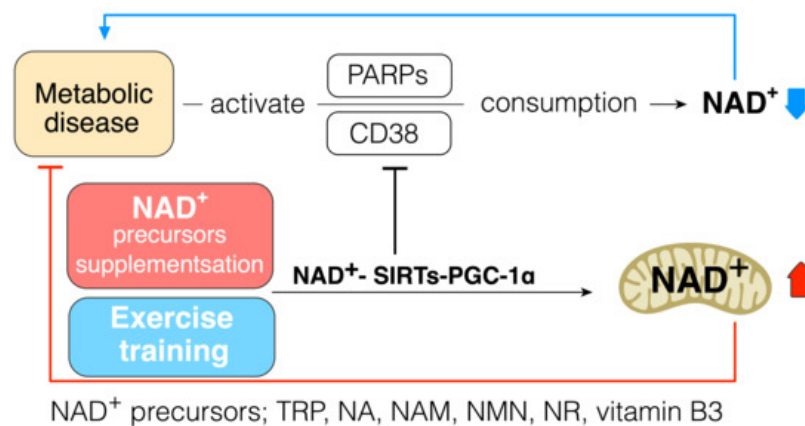 Metabolic
disease
activate
PARPs
CD38
consumption
NAD⁺
NAD⁺
precursors
supplementsation
Exercise
training
NAD⁺- SIRTs-PGC-1α
NAD⁺
NAD⁺ precursors; TRP, NA, NAM, NMN, NR, vitamin B3